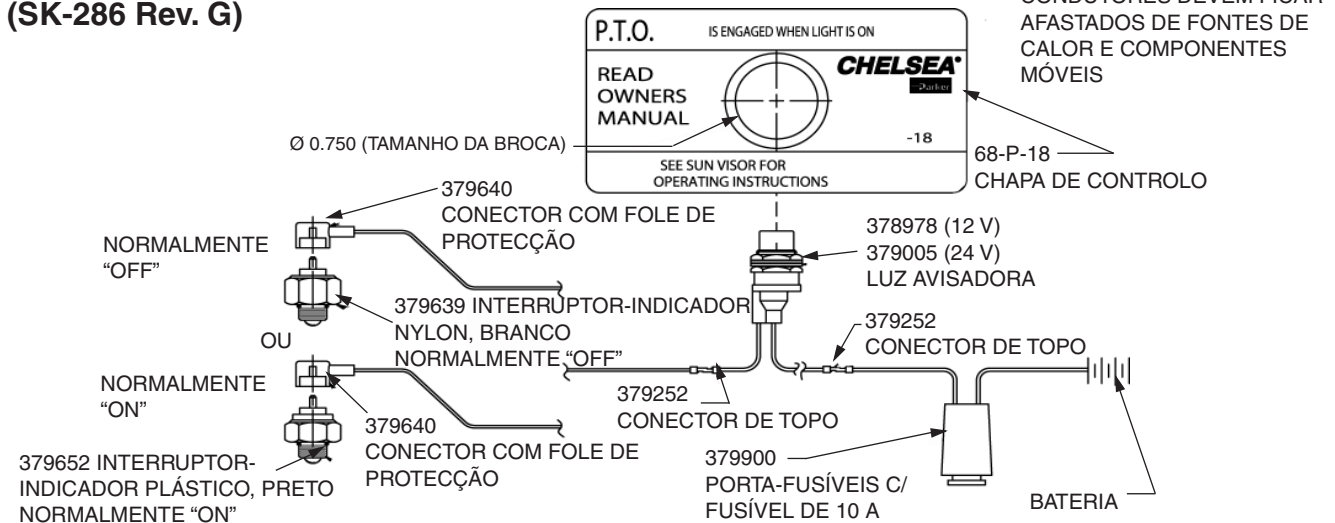 (SK-286 Rev. G)
CONDUTORES DEVEM FICAR
AFASTADOS DE FONTES DE
CALOR E COMPONENTES
MÓVEIS
P.T.O.
IS ENGAGED WHEN LIGHT IS ON
READ
OWNERS
MANUAL
CHELSEA
Parker
-18
SEE SUN VISOR FOR
OPERATING INSTRUCTIONS
Ø 0.750 (TAMANHO DA BROCA)
68-P-18
CHAPA DE CONTROLO
379640
CONECTOR COM FOLE DE
PROTECÇÃO
NORMALMENTE
“OFF”
378978 (12 V)
379005 (24 V)
LUZ AVISADORA
379639 INTERRUPTOR-INDICADOR
NYLON, BRANCO
NORMALMENTE “OFF”
OU
379252
CONECTOR DE TOPO
NORMALMENTE
“ON”
379252
CONECTOR DE TOPO
379640
CONECTOR COM FOLE DE
PROTECÇÃO
379652 INTERRUPTOR-
INDICADOR PLÁSTICO, PRETO
NORMALMENTE “ON”
379900
PORTA-FUSÍVEIS C/
FUSÍVEL DE 10 A
BATERIA